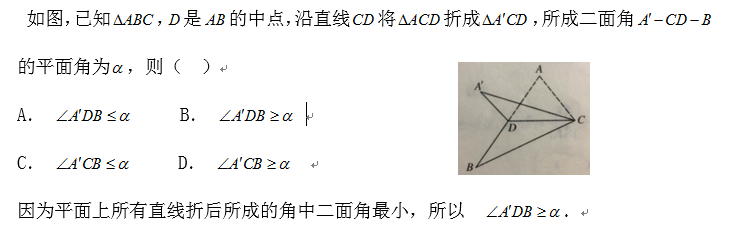 如图,已知ΔABC,D是AB的中点,沿直线CD将ΔACD折成ΔA'CD,所成二面角A'-CD-B
的平面角为α,则( )
A. ∠A'DB≤α B. ∠A'DB≥α
C. ∠A'CB≤α D. ∠A'CB≥α
A
A'
D
C
B
因为平面上所有直线折后所成的角中二面角最小,所以 ∠A'DB≥α.